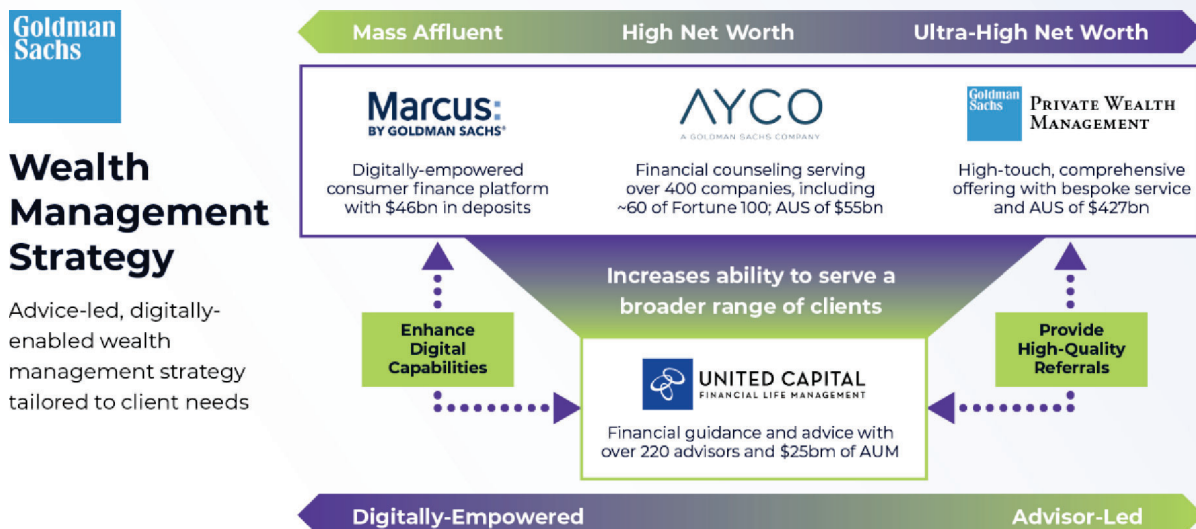 Goldman
Sachs
Wealth
Management
Strategy
Advice-led, digitally-
enabled wealth
management strategy
tailored to client needs
Mass Affluent
High Net Worth
Ultra-High Net Worth
Marcus:
BY GOLDMAN SACHS®
Digitally-empowered
consumer finance platform
with $46bn in deposits
AYCO
A GOLDMAN SACHS COMPANY
Financial counseling serving
over 400 companies, including
~60 of Fortune 100; AUS of $55bn
Goldman
Sachs
PRIVATE WEALTH
MANAGEMENT
High-touch, comprehensive
offering with bespoke service
and AUS of $427bn
Increases ability to serve a
broader range of clients
Enhance
Digital
Capabilities
Provide
High-Quality
Referrals
UNITED CAPITAL
FINANCIAL LIFE MANAGEMENT
Financial guidance and advice with
over 220 advisors and $25bm of AUM
Digitally-Empowered
Advisor-Led